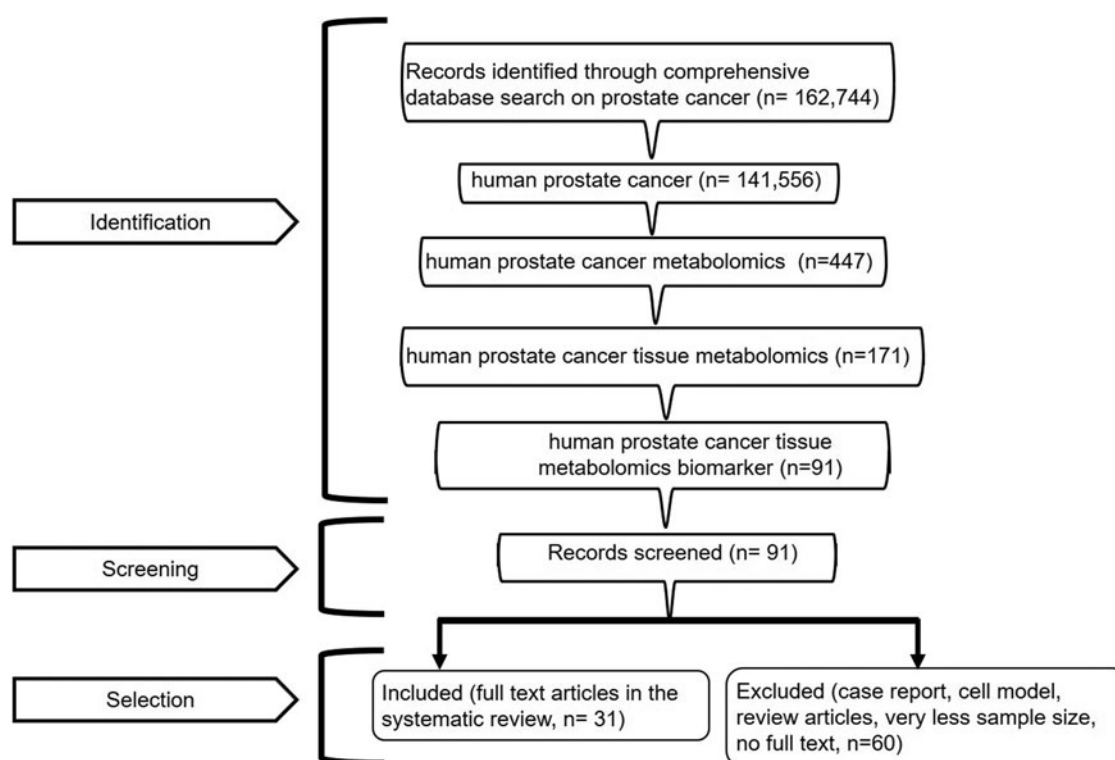 Records identified through comprehensive
database search on prostate cancer (n= 162,744)
human prostate cancer (n= 141,556)
Identification
human prostate cancer metabolomics (n=447)
human prostate cancer tissue metabolomics (n=171)
human prostate cancer tissue
metabolomics biomarker (n=91)
Screening
Records screened (n= 91)
Selection
Included (full text articles in the
systematic review, n= 31)
Excluded (case report, cell model,
review articles, very less sample size,
no full text, n=60)